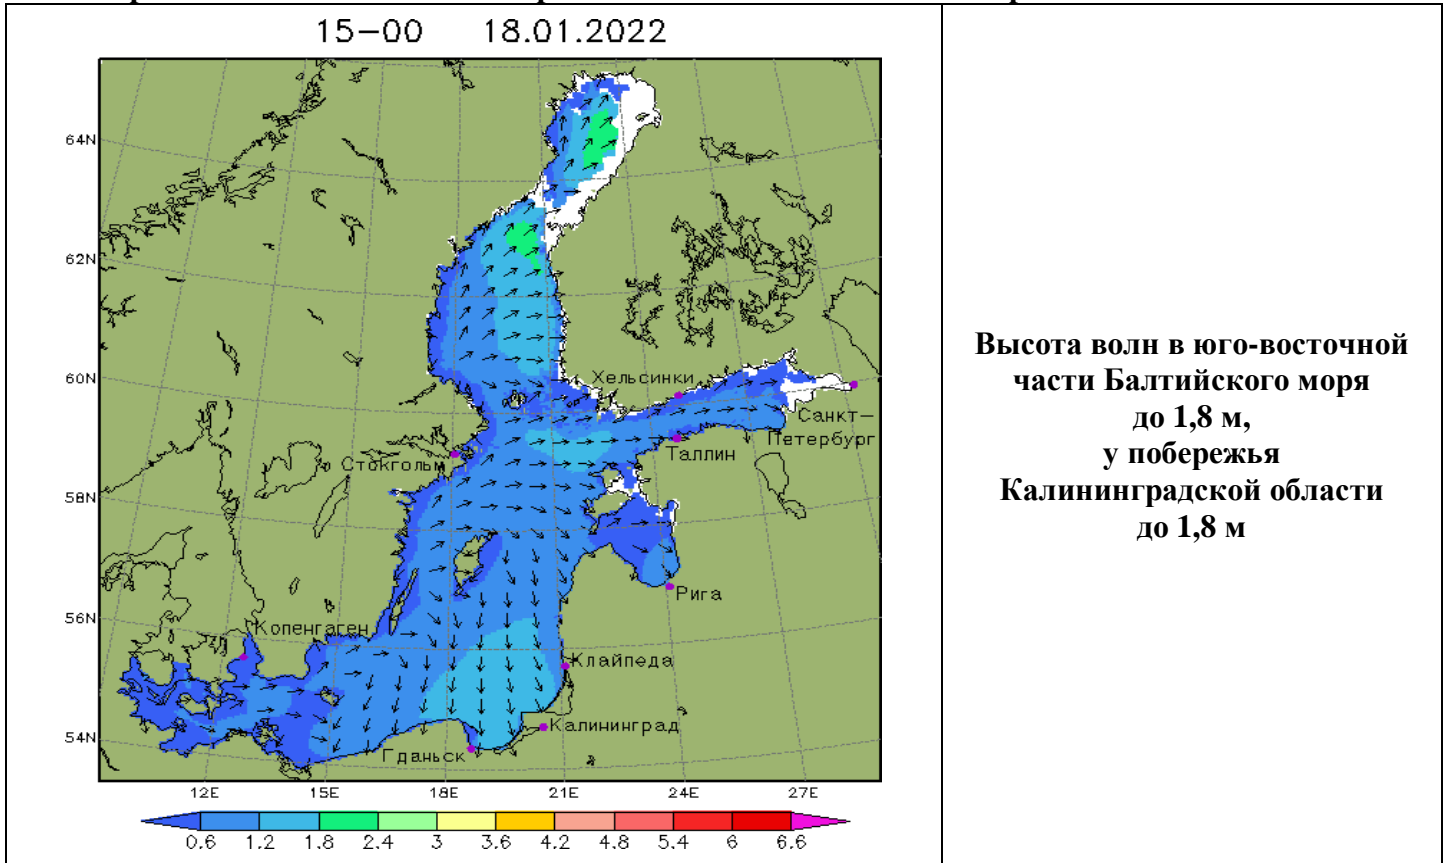 15-00 18.01.2022
64N
62N
60N
58N
56N
54N
Хельсинки
Санкт-
Петербург
Таллин
Стокгольм
Рига
Копенгаген
Клайпеда
Калининград
Гданьск
12E 15E 18E 21E 24E 27E
0.6 1.2 1.8 2.4 3 3.6 4.2 4.8 5.4 6 6.6
Высота волн в юго-восточной
части Балтийского моря
до 1,8 м,
у побережья
Калининградской области
до 1,8 м